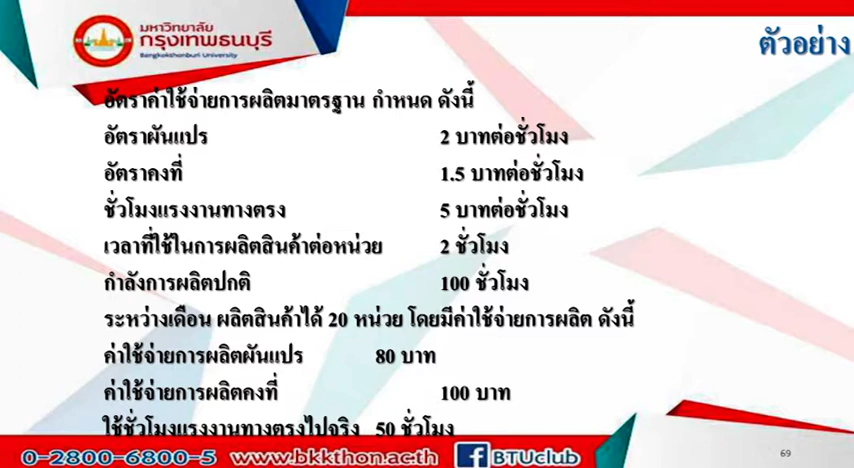 มหาวิทยาลัย
กรุงเทพธนบุรี
Bangkokthonburi University
ตัวอย่าง
อัตราค่าใช้จ่ายการผลิตมาตรฐาน กำหนด ดังนี้
อัตราผันแปร 2 บาทต่อชั่วโมง
อัตราคงที่ 1.5 บาทต่อชั่วโมง
ชั่วโมงแรงงานทางตรง 5 บาทต่อชั่วโมง
เวลาที่ใช้ในการผลิตสินค้าต่อหน่วย 2 ชั่วโมง
กำลังการผลิตปกติ 100 ชั่วโมง
ระหว่างเดือน ผลิตสินค้าได้ 20 หน่วย โดยมีค่าใช้จ่ายการผลิต ดังนี้
ค่าใช้จ่ายการผลิตผันแปร 80 บาท
ค่าใช้จ่ายการผลิตคงที่ 100 บาท
ใช้ชั่วโมงแรงงานทางตรงไปจริง 50 ชั่วโมง
0-2800-6800-5 www.bkkthon.ac.th f BTUclub
69